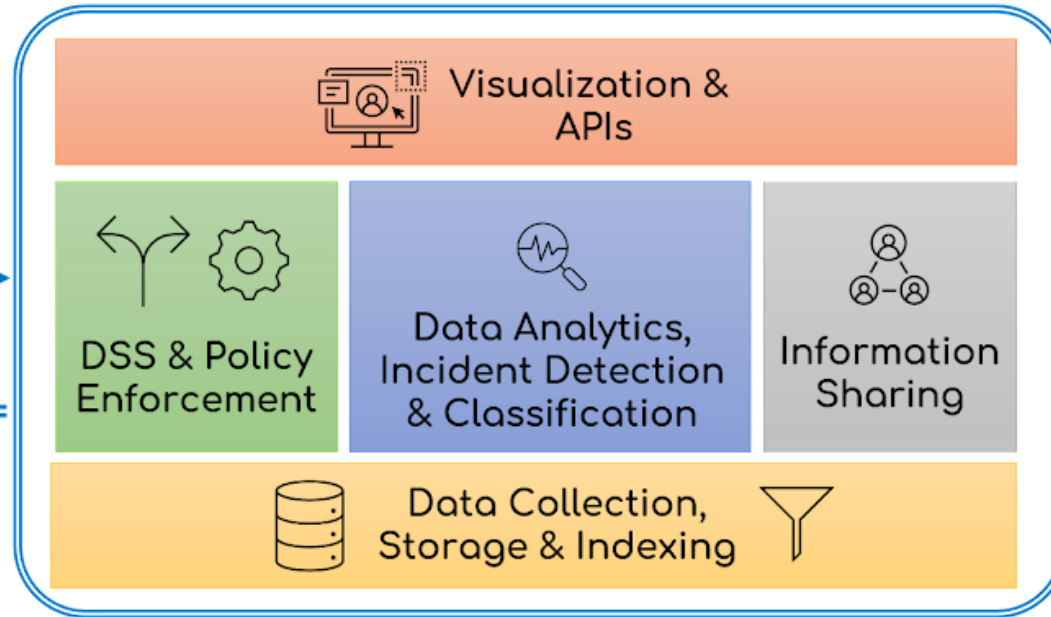 Visualization &
APIs
DSS & Policy
Enforcement
Data Analytics,
Incident Detection
& Classification
Information
Sharing
Data Collection,
Storage & Indexing